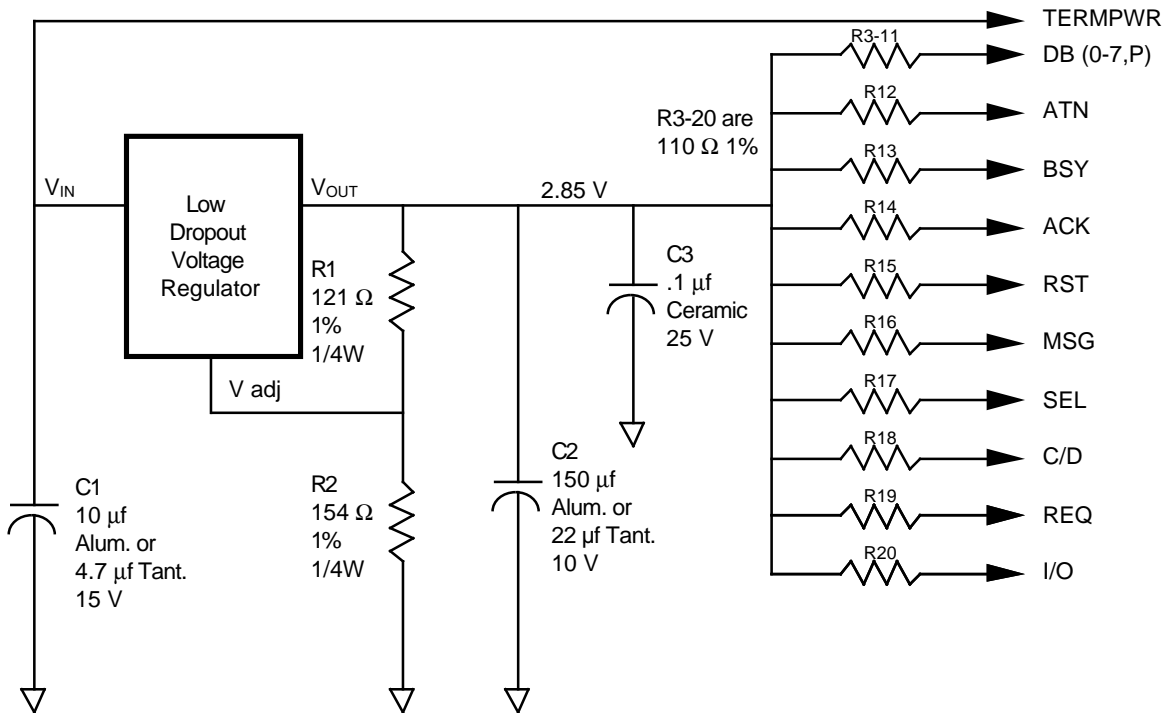 TERMPWR
R3-11
DB (0-7,P)
R12
ATN
R3-20 are
110 Ω 1%
R13
BSY
VIN
VOUT
2.85 V
Low
Dropout
Voltage
Regulator
R14
ACK
R1
121 Ω
1%
1/4W
C3
.1 μf
Ceramic
25 V
R15
RST
R16
MSG
V adj
R17
SEL
R18
C/D
C1
10 μf
Alum. or
4.7 μf Tant.
15 V
R2
154 Ω
1%
1/4W
C2
150 μf
Alum. or
22 µf Tant.
10 V
R19
REQ
R20
I/O